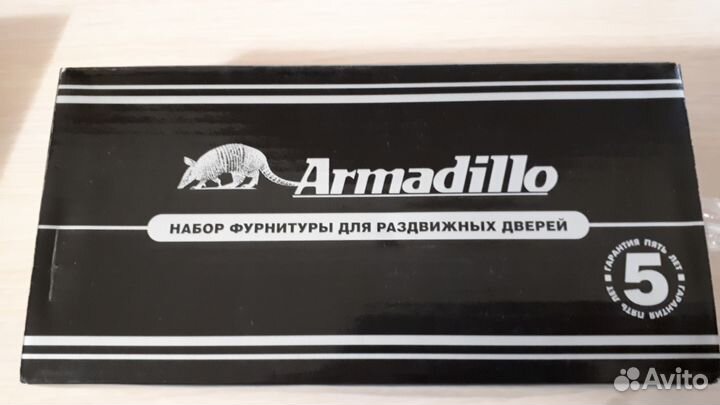 Armadillo
НАБОР ФУРНИТУРЫ ДЛЯ РАЗДВИЖНЫХ ДВЕРЕЙ
ГАРАНТИЯ ПЯТЬ ЛЕТ
5
ГАРАНТИЯ ПЯТЬ ЛЕТ
Avito